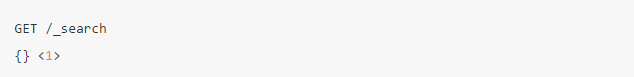 GET /_search
{} <1>